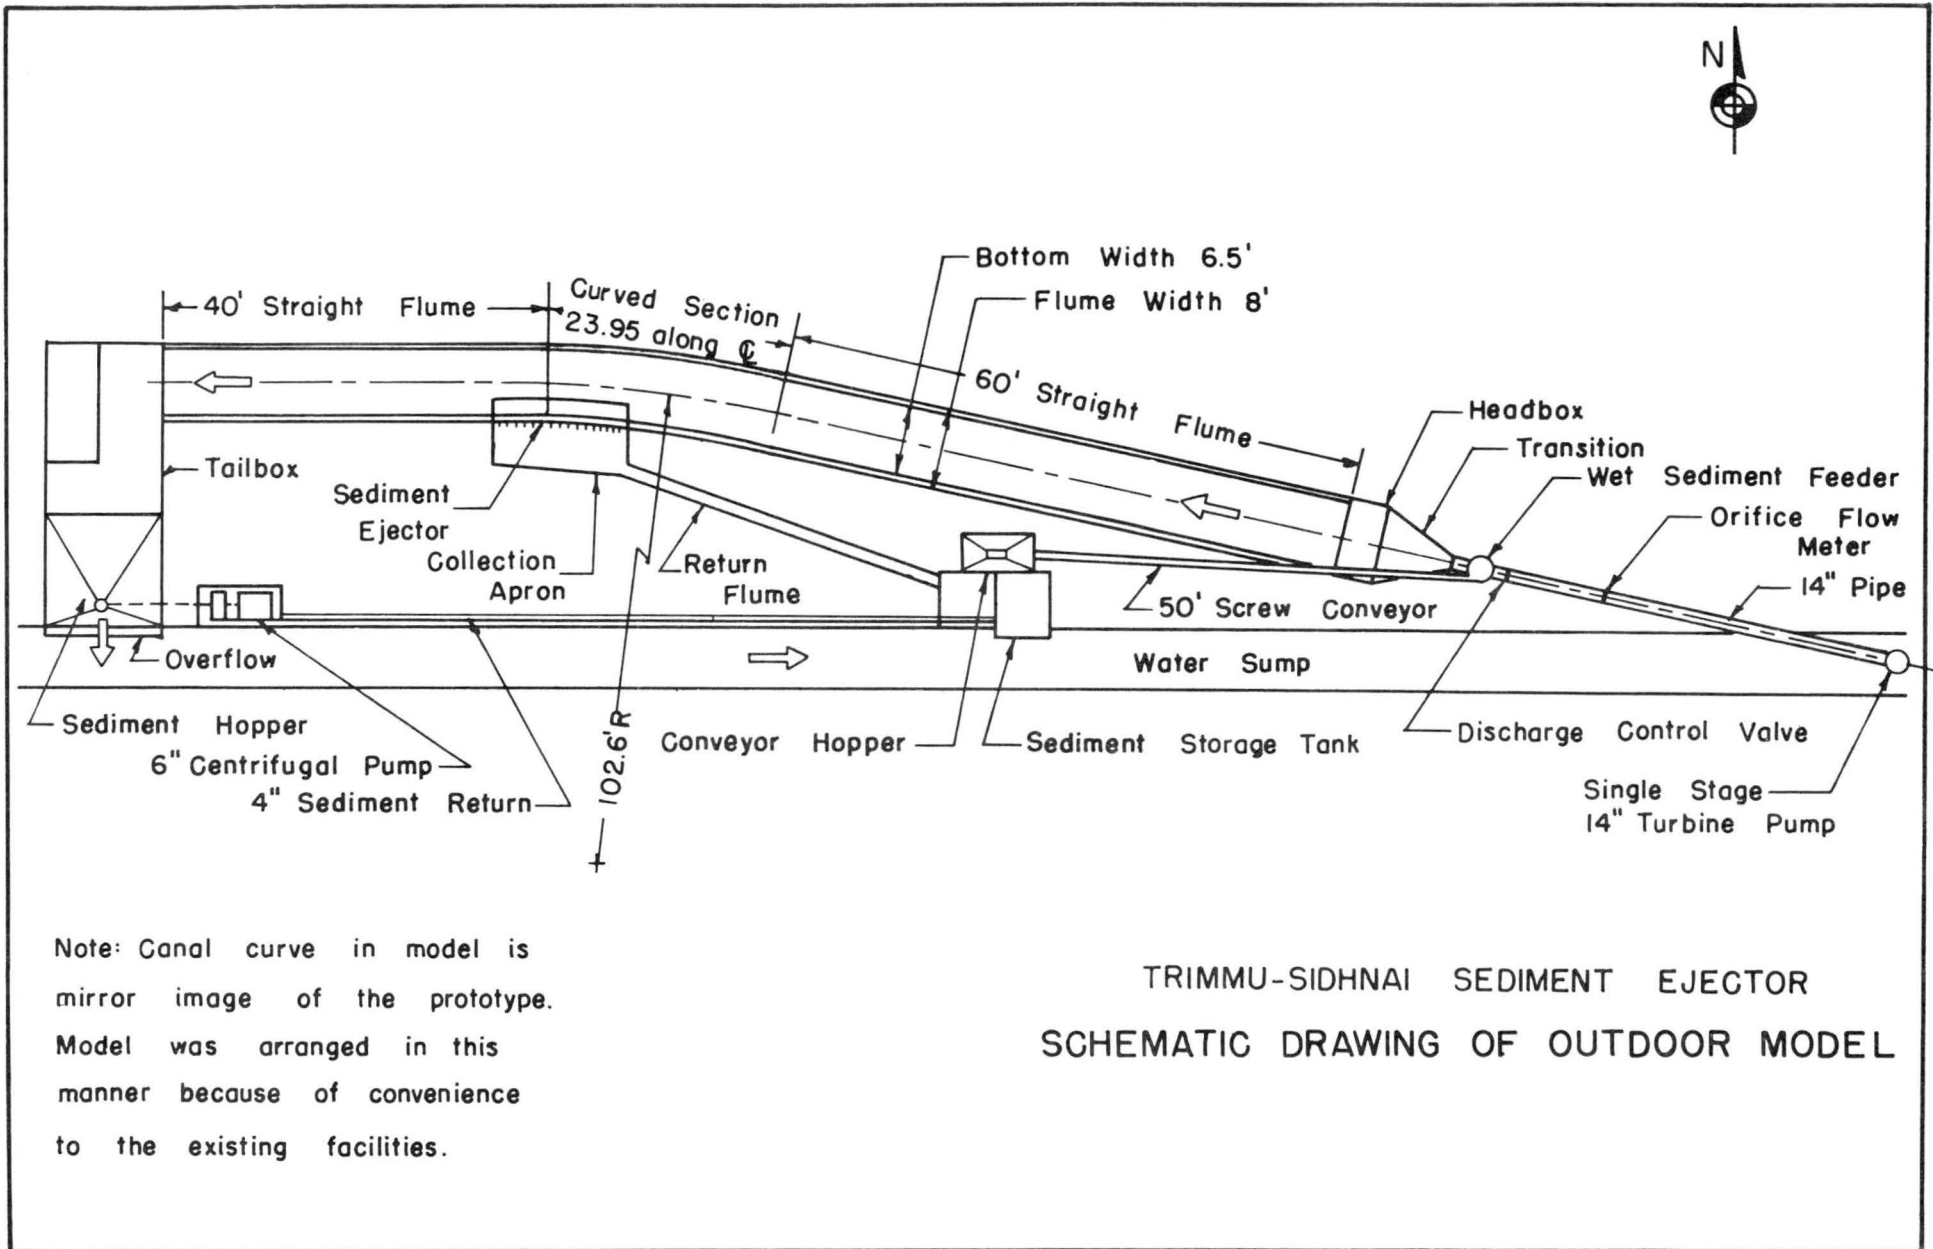 N
Bottom Width 6.5'
Flume Width 8'
40' Straight Flume
Curved Section
23.95 along ℄
60' Straight Flume
Headbox
Transition
Wet Sediment Feeder
Orifice Flow
Meter
14" Pipe
Tailbox
Sediment
Ejector
Collection
Apron
Return
Flume
50' Screw Conveyor
Overflow
Water Sump
Sediment Hopper
6" Centrifugal Pump
4" Sediment Return
102.6'R
Conveyor Hopper
Sediment Storage Tank
Discharge Control Valve
Single Stage
14" Turbine Pump
Note: Canal curve in model is
mirror image of the prototype.
Model was arranged in this
manner because of convenience
to the existing facilities.
TRIMMU-SIDHNAI SEDIMENT EJECTOR
SCHEMATIC DRAWING OF OUTDOOR MODEL